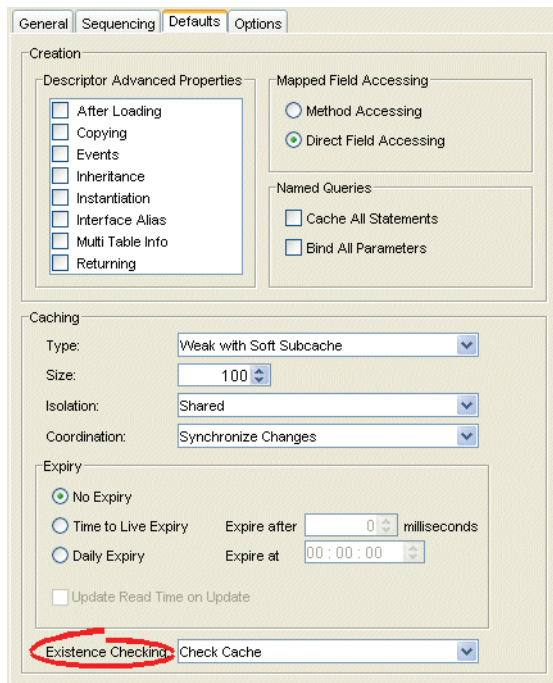 General Sequencing Defaults Options
Creation
Descriptor Advanced Properties
After Loading
Copying
Events
Inheritance
Instantiation
Interface Alias
Multi Table Info
Returning
Mapped Field Accessing
Method Accessing
Direct Field Accessing
Named Queries
Cache All Statements
Bind All Parameters
Caching
Type: Weak with Soft Subcache
Size: 100
Isolation: Shared
Coordination: Synchronize Changes
Expiry
No Expiry
Time to Live Expiry Expire after 0 milliseconds
Daily Expiry Expire at 00:00:00
Update Read Time on Update
Existence Checking Check Cache